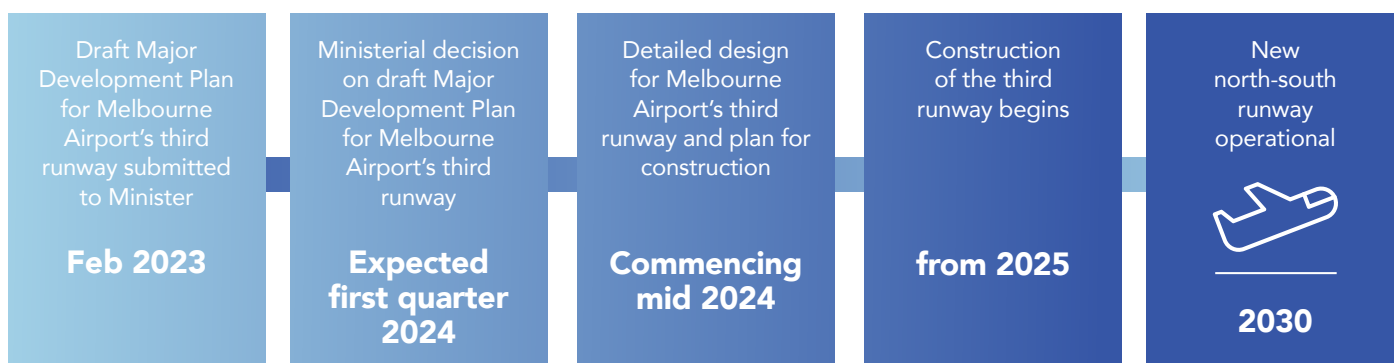 Draft Major
Development Plan
for Melbourne
Airport’s third
runway submitted
to Minister
Feb 2023
Ministerial decision
on draft Major
Development Plan
for Melbourne
Airport’s third
runway
Expected
first quarter
2024
Detailed design
for Melbourne
Airport’s third
runway and plan for
construction
Commencing
mid 2024
Construction
of the third
runway begins
from 2025
New
north-south
runway
operational
2030